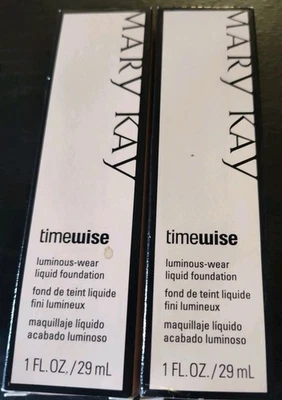 MARY KAY
timewise
luminous-wear
liquid foundation
fond de teint liquide
fini lumineux
maquillaje líquido
acabado luminoso
1 FL. OZ. / 29 mL
MARY KAY
timewise
luminous-wear
liquid foundation
fond de teint liquide
fini lumineux
maquillaje líquido
acabado luminoso
1 FL. OZ. / 29 mL